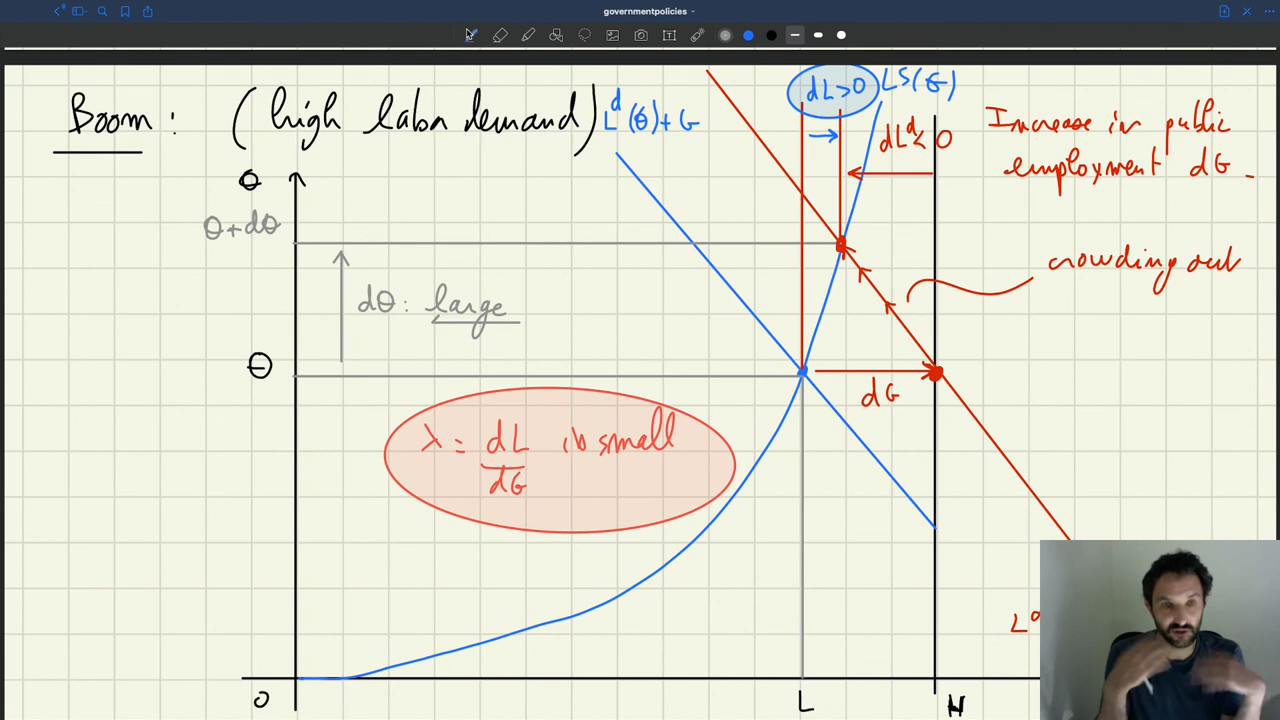 governmentpolicies
Boom: (high labor demand)
L^d(θ)+G
dL>0
L^s(θ)
dL^d<0
Increase in public
employment dG
θ
θ+dθ
crowding out
dθ: large
θ
dG
λ = dL/dG is small
L^d
0
L
H